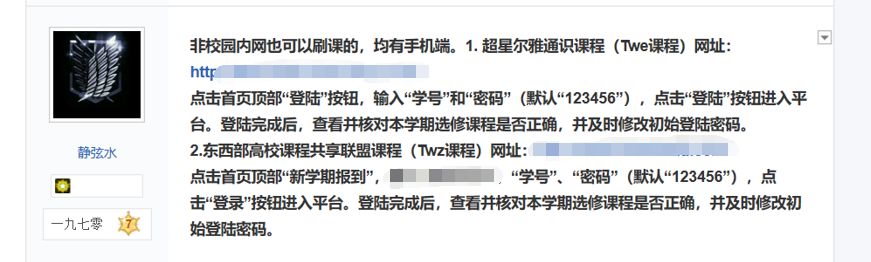 非校园内网也可以刷课的，均有手机端。1. 超星尔雅通识课程（Twe课程）网址：
http
点击首页顶部“登陆”按钮，输入“学号”和“密码”（默认“123456”），点击“登陆”按钮进入平
台。登陆完成后，查看并核对本学期选修课程是否正确，并及时修改初始登陆密码。
2.东西部高校课程共享联盟课程（Twz课程）网址：
点击首页顶部“新学期报到”，“学号”、“密码”（默认“123456”），点
击“登录”按钮进入平台。登陆完成后，查看并核对本学期选修课程是否正确，并及时修改初
始登陆密码。
静弦水
一九七零 7